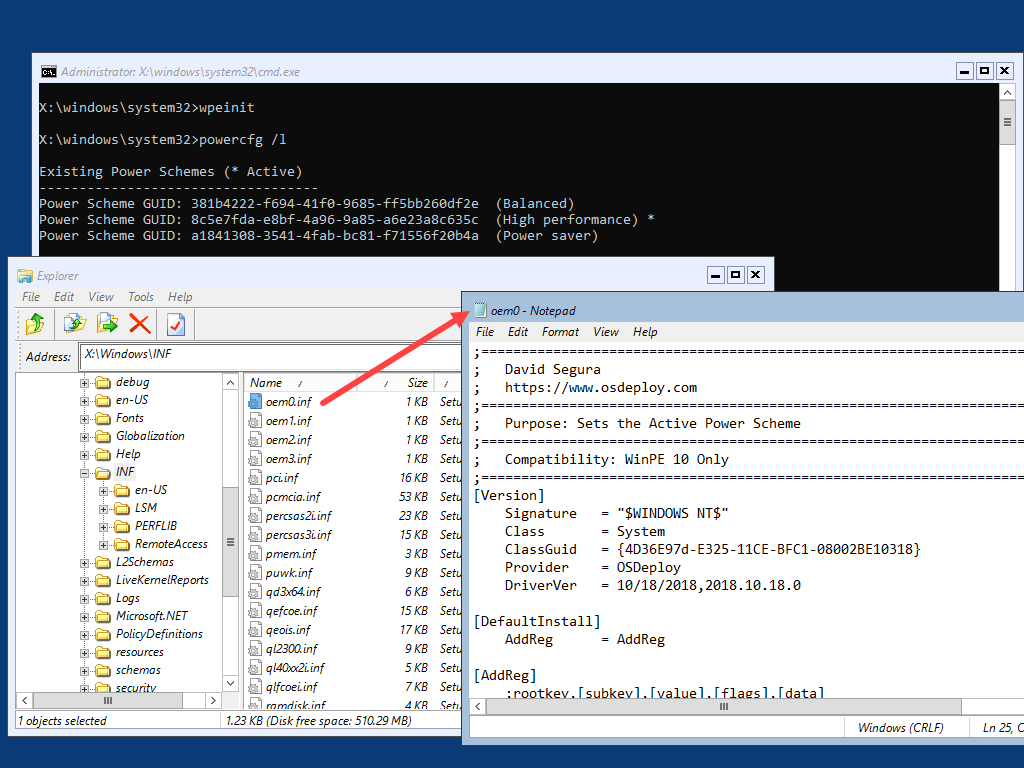 Administrator: X:\windows\system32\cmd.exe
X:\windows\system32>wpeinit
X:\windows\system32>powercfg /l
Existing Power Schemes (* Active)
-----------------------------------
Power Scheme GUID: 381b4222-f694-41f0-9685-ff5bb260df2e  (Balanced)
Power Scheme GUID: 8c5e7fda-e8bf-4a96-9a85-a6e23a8c635c  (High performance) *
Power Scheme GUID: a1841308-3541-4fab-bc81-f71556f20b4a  (Power saver)
Explorer
File Edit View Tools Help
Address: X:\Windows\INF
debug
en-US
Fonts
Globalization
Help
INF
en-US
LSM
PERFLIB
RemoteAccess
L2Schemas
LiveKernelReports
Logs
Microsoft.NET
PolicyDefinitions
resources
schemas
security
Name / / Size /
oem0.inf 1 KB Setu
oem1.inf 1 KB Setu
oem2.inf 1 KB Setu
oem3.inf 1 KB Setu
pci.inf 16 KB Setu
pcmcia.inf 53 KB Setu
percsas2i.inf 23 KB Setu
percsas3i.inf 15 KB Setu
pmem.inf 3 KB Setu
puwk.inf 9 KB Setu
qd3x64.inf 6 KB Setu
qefcoe.inf 15 KB Setu
qeois.inf 17 KB Setu
ql2300.inf 9 KB Setu
ql40xx2i.inf 5 KB Setu
qlfcoei.inf 7 KB Setu
ramdisk.inf 4 KB Setu
1 objects selected
1.23 KB (Disk free space: 510.29 MB)
oem0 - Notepad
File Edit Format View Help
;====================================================================
;   David Segura
;   https://www.osdeploy.com
;====================================================================
;   Purpose: Sets the Active Power Scheme
;====================================================================
;   Compatibility: WinPE 10 Only
;====================================================================
[Version]
Signature   = "$WINDOWS NT$"
Class       = System
ClassGuid   = {4D36E97d-E325-11CE-BFC1-08002BE10318}
Provider    = OSDeploy
DriverVer   = 10/18/2018,2018.10.18.0
[DefaultInstall]
AddReg      = AddReg
[AddReg]
;rootkey,[subkey],[value],[flags],[data]
Windows (CRLF)
Ln 25, C